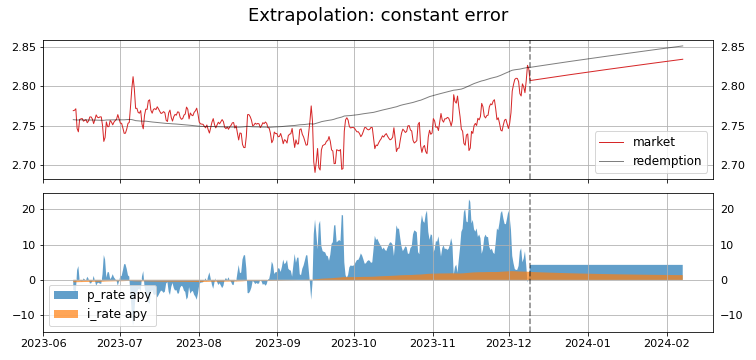 Extrapolation: constant error
2.85 2.85
2.80 2.80
2.75 2.75
2.70 2.70
market
redemption
20 20
10 10
0 0
−10 −10
p_rate apy
i_rate apy
2023-06 2023-07 2023-08 2023-09 2023-10 2023-11 2023-12 2024-01 2024-02